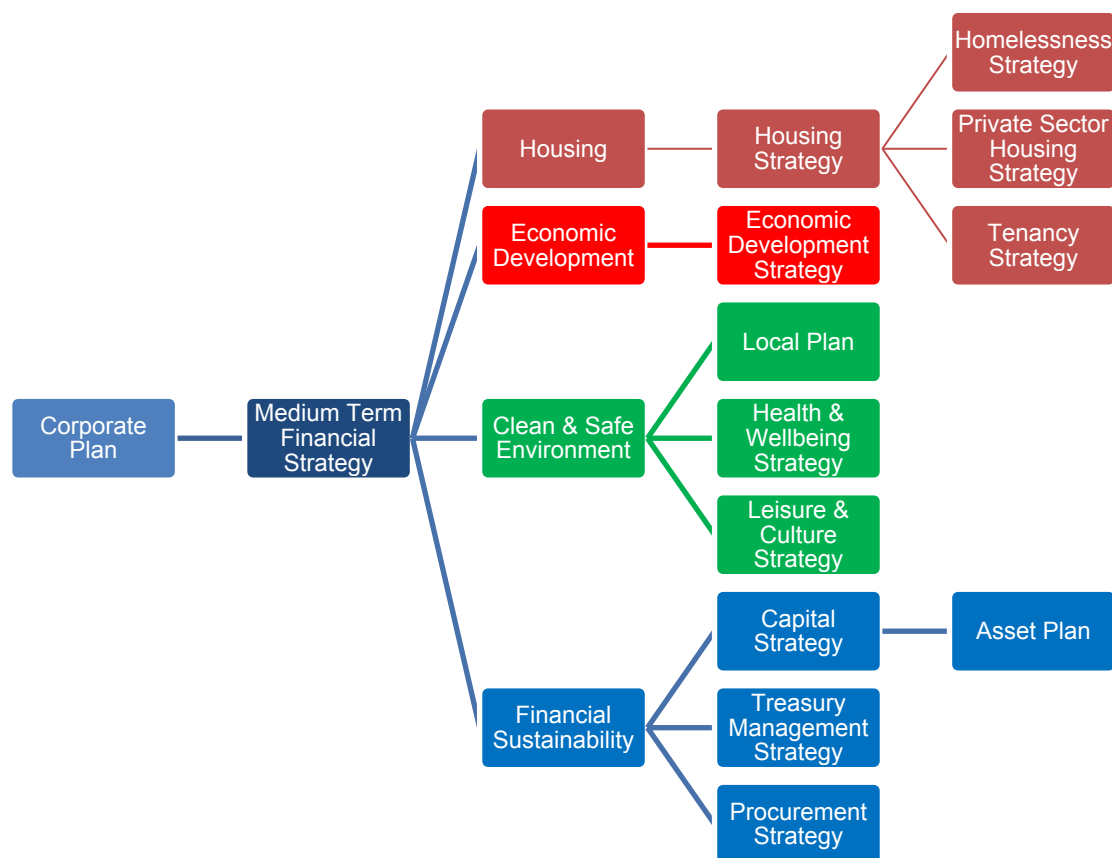 Homelessness
Strategy
Housing
Housing
Strategy
Private Sector
Housing
Strategy
Economic
Development
Economic
Development
Strategy
Tenancy
Strategy
Local Plan
Corporate
Plan
Medium Term
Financial
Strategy
Clean & Safe
Environment
Health &
Wellbeing
Strategy
Leisure &
Culture
Strategy
Capital
Strategy
Asset Plan
Financial
Sustainability
Treasury
Management
Strategy
Procurement
Strategy